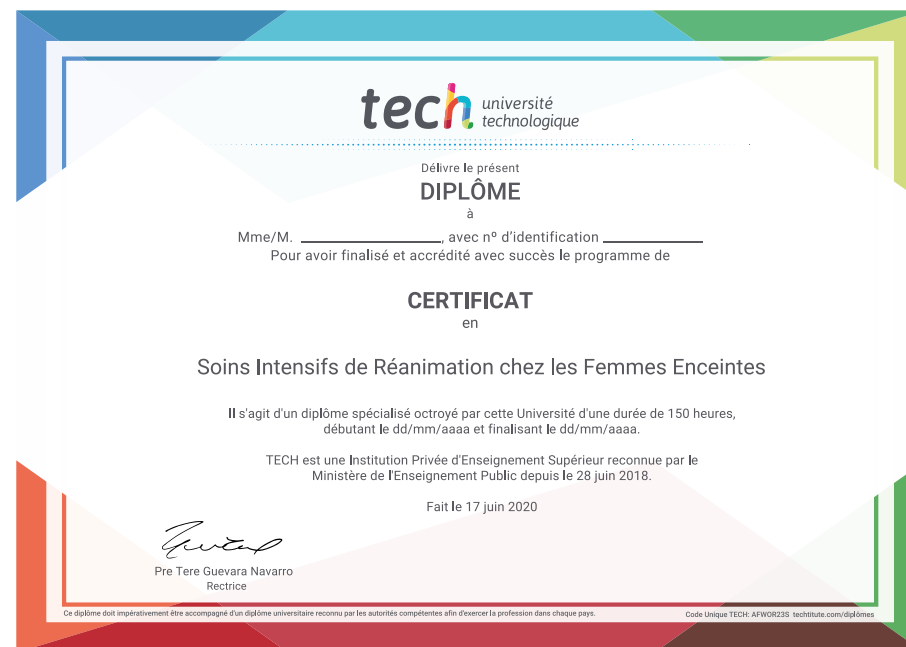 tech université
technologique
Délivre le présent
DIPLÔME
à
Mme/M. ____________________, avec nº d'identification ______________
Pour avoir finalisé et accrédité avec succès le programme de
CERTIFICAT
en
Soins Intensifs de Réanimation chez les Femmes Enceintes
Il s'agit d'un diplôme spécialisé octroyé par cette Université d'une durée de 150 heures,
débutant le dd/mm/aaaa et finalisant le dd/mm/aaaa.
TECH est une Institution Privée d'Enseignement Supérieur reconnue par le
Ministère de l'Enseignement Public depuis le 28 juin 2018.
Fait le 17 juin 2020
Pre Tere Guevara Navarro
Rectrice
Ce diplôme doit impérativement être accompagné d'un diplôme universitaire reconnu par les autorités compétentes afin d'exercer la profession dans chaque pays.
Code Unique TECH: AFWOR23S techtitute.com/diplômes